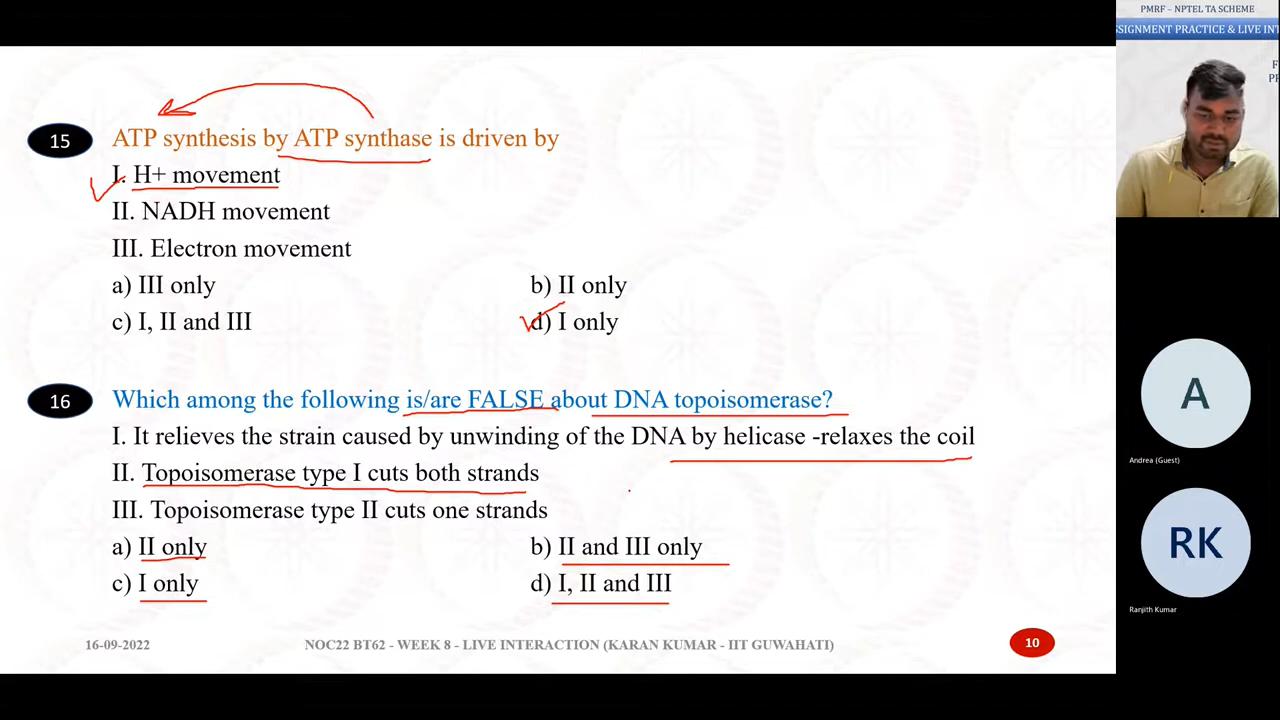 PMRF – NPTEL TA SCHEME
SSIGNMENT PRACTICE & LIVE INT
15
ATP synthesis by ATP synthase is driven by
I. H+ movement
II. NADH movement
III. Electron movement
a) III only
b) II only
c) I, II and III
d) I only
16
Which among the following is/are FALSE about DNA topoisomerase?
I. It relieves the strain caused by unwinding of the DNA by helicase -relaxes the coil
II. Topoisomerase type I cuts both strands
III. Topoisomerase type II cuts one strands
a) II only
b) II and III only
c) I only
d) I, II and III
16-09-2022
NOC22 BT62 - WEEK 8 - LIVE INTERACTION (KARAN KUMAR - IIT GUWAHATI)
10
A
Andrea (Guest)
RK
Ranjith Kumar